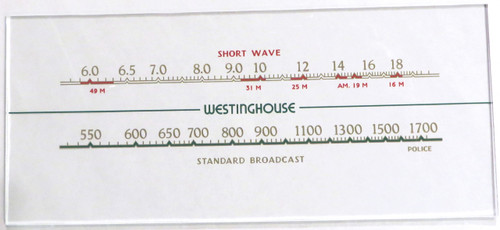 SHORT WAVE
6.0 6.5 7.0 8.0 9.0 10 12 14 16 18
49 M 31 M 25 M AM. 19 M 16 M
WESTINGHOUSE
550 600 650 700 800 900 1100 1300 1500 1700
POLICE
STANDARD BROADCAST